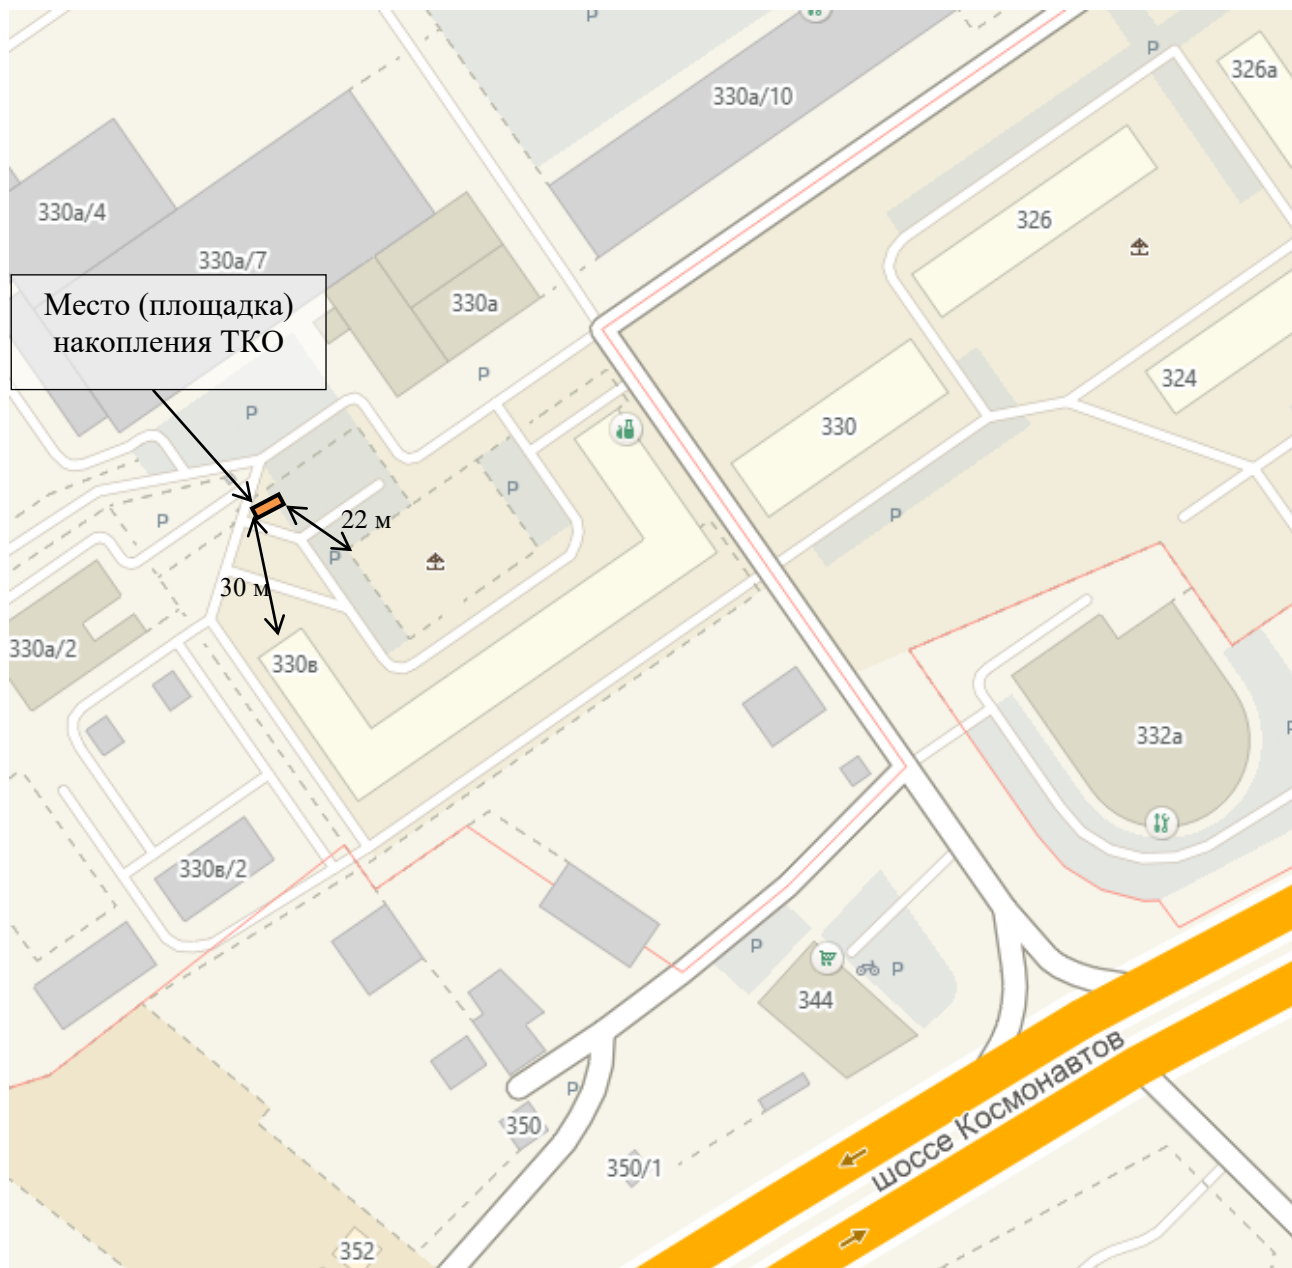 P
330а/10
P
326а
330а/4
326
330а/7
330а
Место (площадка)
накопления ТКО
P
324
P
330
P
22 м
P
P
P
30 м
330а/2
330в
332а
P
330в/2
P
P
344
шоссе Космонавтов
P
350
350/1
352